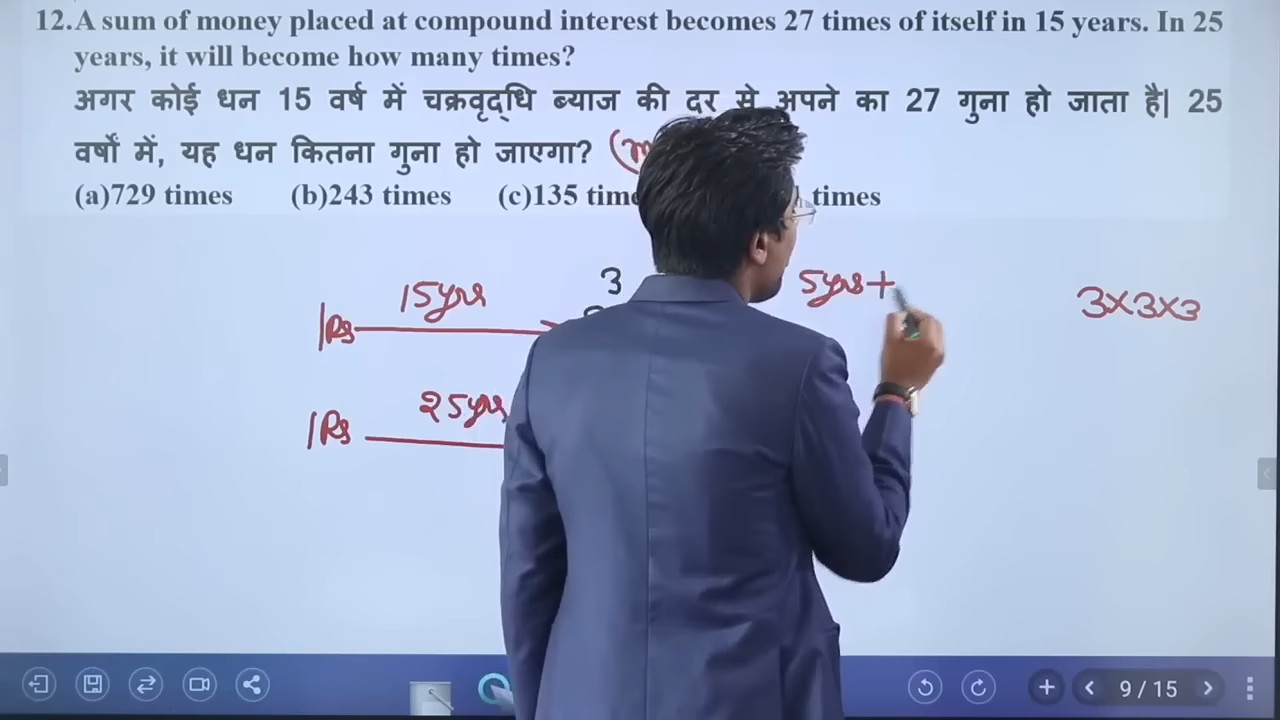 12.A sum of money placed at compound interest becomes 27 times of itself in 15 years. In 25
years, it will become how many times?
अगर कोई धन 15 वर्ष में चक्रवृद्धि ब्याज की दर से अपने का 27 गुना हो जाता है| 25
वर्षों में, यह धन कितना गुना हो जाएगा?
(a)729 times (b)243 times (c)135 times times
15yrs 3 5yrs+ 3×3×3
1Rs
25yrs
1Rs
9 / 15